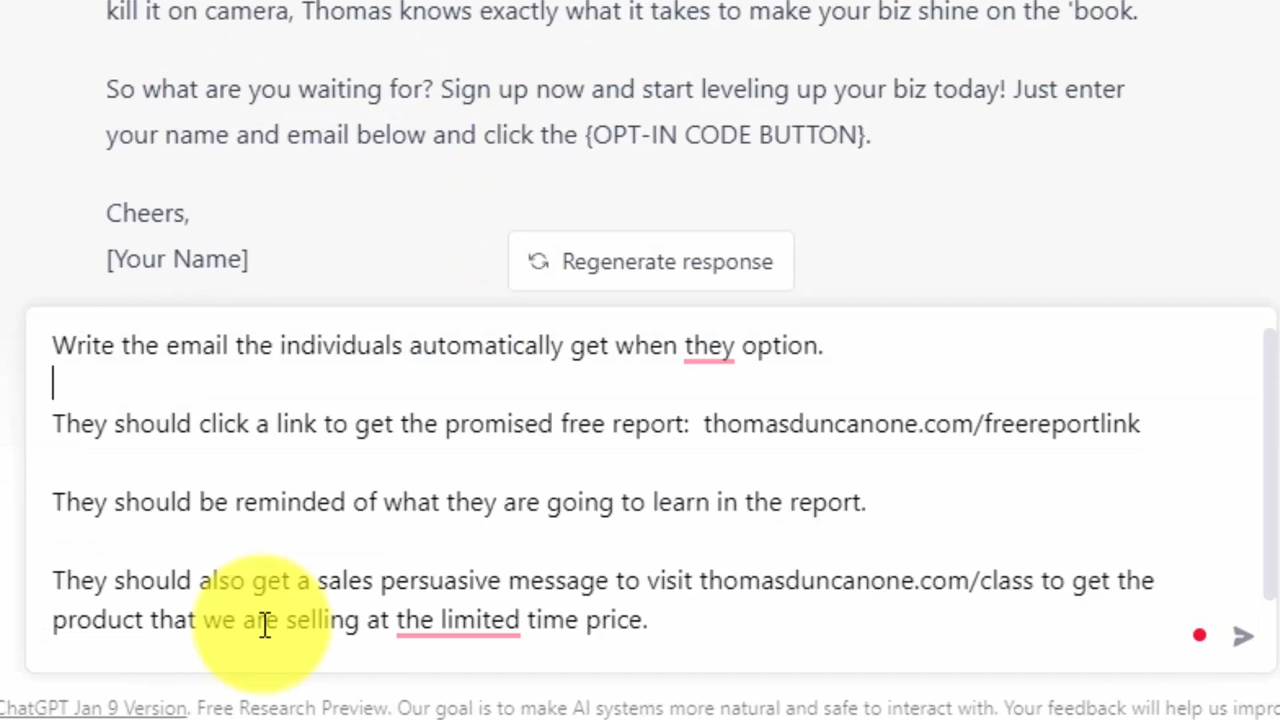 kill it on camera, Thomas knows exactly what it takes to make your biz shine on the 'book.
So what are you waiting for? Sign up now and start leveling up your biz today! Just enter
your name and email below and click the {OPT-IN CODE BUTTON}.
Cheers,
[Your Name]
Regenerate response
Write the email the individuals automatically get when they option.
They should click a link to get the promised free report:  thomasduncanone.com/freereportlink
They should be reminded of what they are going to learn in the report.
They should also get a sales persuasive message to visit thomasduncanone.com/class to get the
product that we are selling at the limited time price.
ChatGPT Jan 9 Version. Free Research Preview. Our goal is to make AI systems more natural and safe to interact with. Your feedback will help us